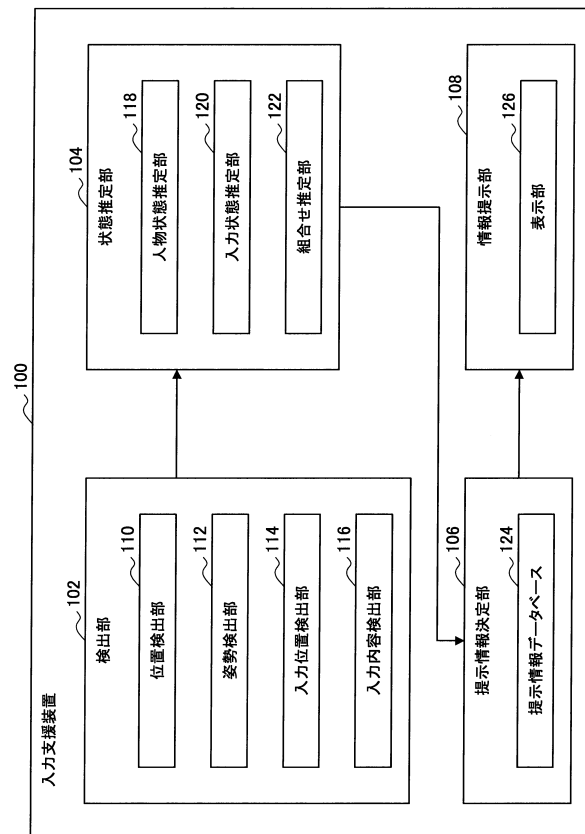 100
入力支援装置
102
検出部
110
位置検出部
112
姿勢検出部
114
入力位置検出部
116
入力内容検出部
104
状態推定部
118
人物状態推定部
120
入力状態推定部
122
組合せ推定部
106
提示情報決定部
124
提示情報データベース
108
情報提示部
126
表示部